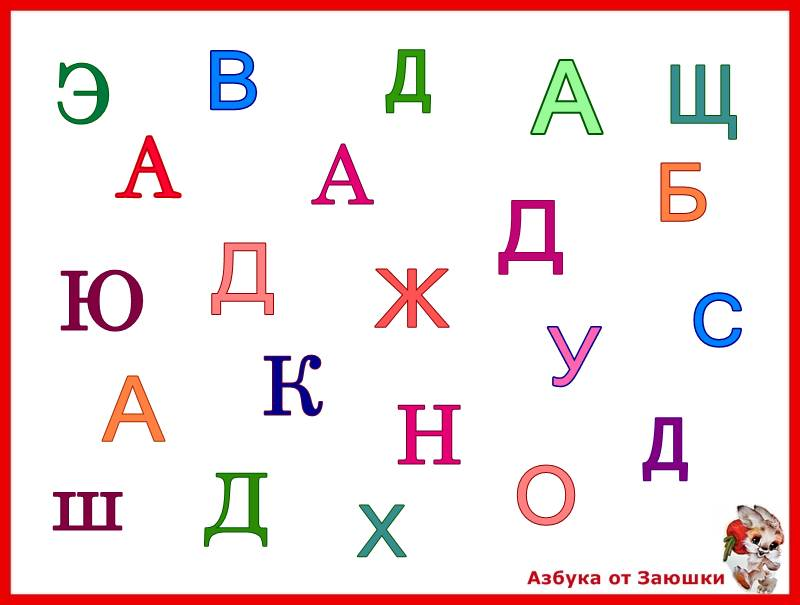 Э В Д А Щ
А А Б
Д
Ю Д Ж
У С
А К
Н Д
Ш Д Х О
Азбука от Заюшки